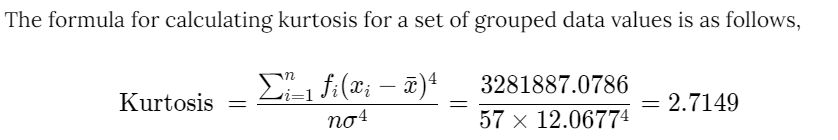 The formula for calculating kurtosis for a set of grouped data values is as follows,
Kurtosis = \frac{\sum_{i=1}^{n} f_i(x_i - \bar{x})^4}{n\sigma^4} = \frac{3281887.0786}{57 \times 12.0677^4} = 2.7149